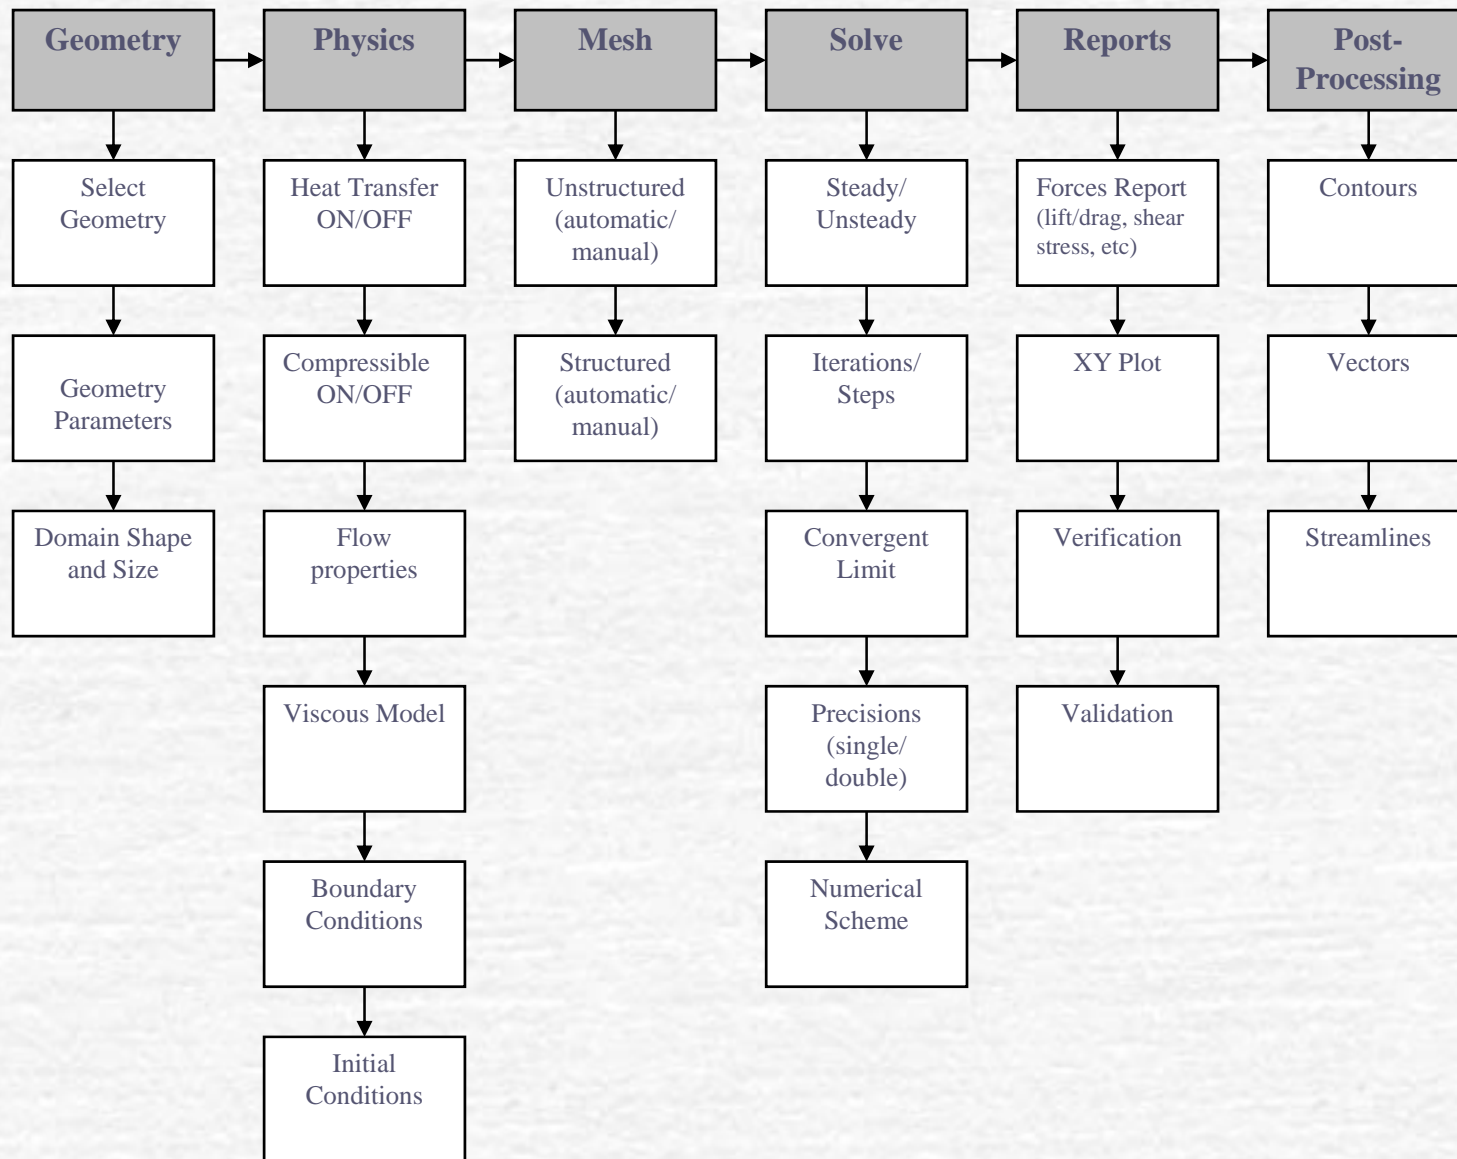 Geometry
Physics
Mesh
Solve
Reports
Post-
Processing
Select
Geometry
Heat Transfer
ON/OFF
Unstructured
(automatic/
manual)
Steady/
Unsteady
Forces Report
(lift/drag, shear
stress, etc)
Contours
Geometry
Parameters
Compressible
ON/OFF
Structured
(automatic/
manual)
Iterations/
Steps
XY Plot
Vectors
Domain Shape
and Size
Flow
properties
Convergent
Limit
Verification
Streamlines
Viscous Model
Precisions
(single/
double)
Validation
Boundary
Conditions
Numerical
Scheme
Initial
Conditions